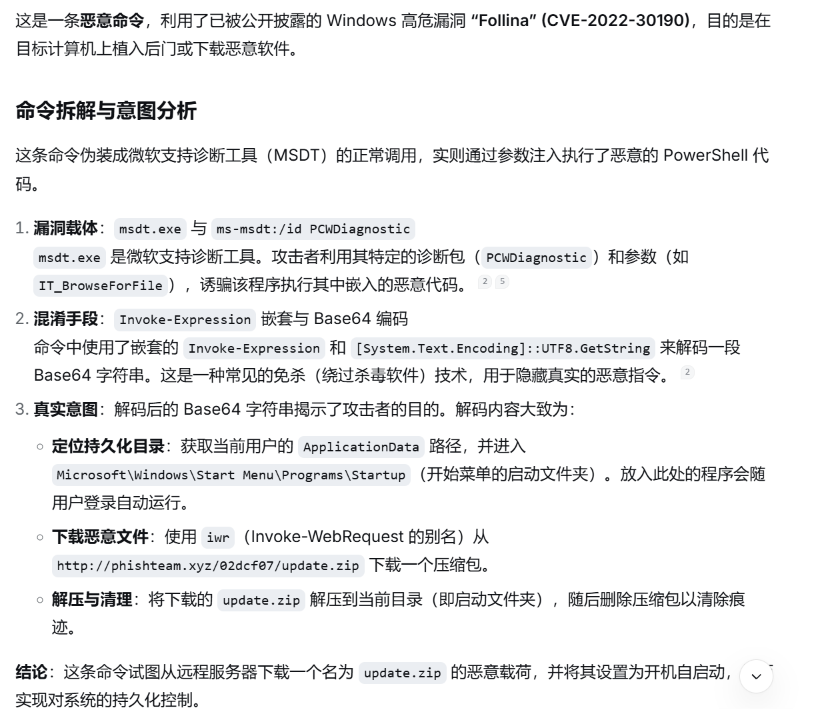 这是一条恶意命令，利用了已被公开披露的 Windows 高危漏洞 “Follina” (CVE-2022-30190)，目的是在
目标计算机上植入后门或下载恶意软件。
命令拆解与意图分析
这条命令伪装成微软支持诊断工具（MSDT）的正常调用，实则通过参数注入执行了恶意的 PowerShell 代
码。
1. 漏洞载体： msdt.exe 与 ms-msdt:/id PCWDiagnostic
msdt.exe 是微软支持诊断工具。攻击者利用其特定的诊断包（ PCWDiagnostic ）和参数（如
IT_BrowseForFile ），诱骗该程序执行其中嵌入的恶意代码。 2 5
2. 混淆手段： Invoke-Expression 嵌套与 Base64 编码
命令中使用了嵌套的 Invoke-Expression 和 [System.Text.Encoding]::UTF8.GetString 来解码一段
Base64 字符串。这是一种常见的免杀（绕过杀毒软件）技术，用于隐藏真实的恶意指令。 2
3. 真实意图：解码后的 Base64 字符串揭示了攻击者的目的。解码内容大致为：
○ 定位持久化目录：获取当前用户的 ApplicationData 路径，并进入
Microsoft\Windows\Start Menu\Programs\Startup （开始菜单的启动文件夹）。放入此处的程序会随
用户登录自动运行。
○ 下载恶意文件：使用 iwr （Invoke-WebRequest 的别名）从
http://phishteam.xyz/02dcf07/update.zip 下载一个压缩包。
○ 解压与清理：将下载的 update.zip 解压到当前目录（即启动文件夹），随后删除压缩包以清除痕
迹。
结论：这条命令试图从远程服务器下载一个名为 update.zip 的恶意载荷，并将其设置为开机自启动，
实现对系统的持久化控制。